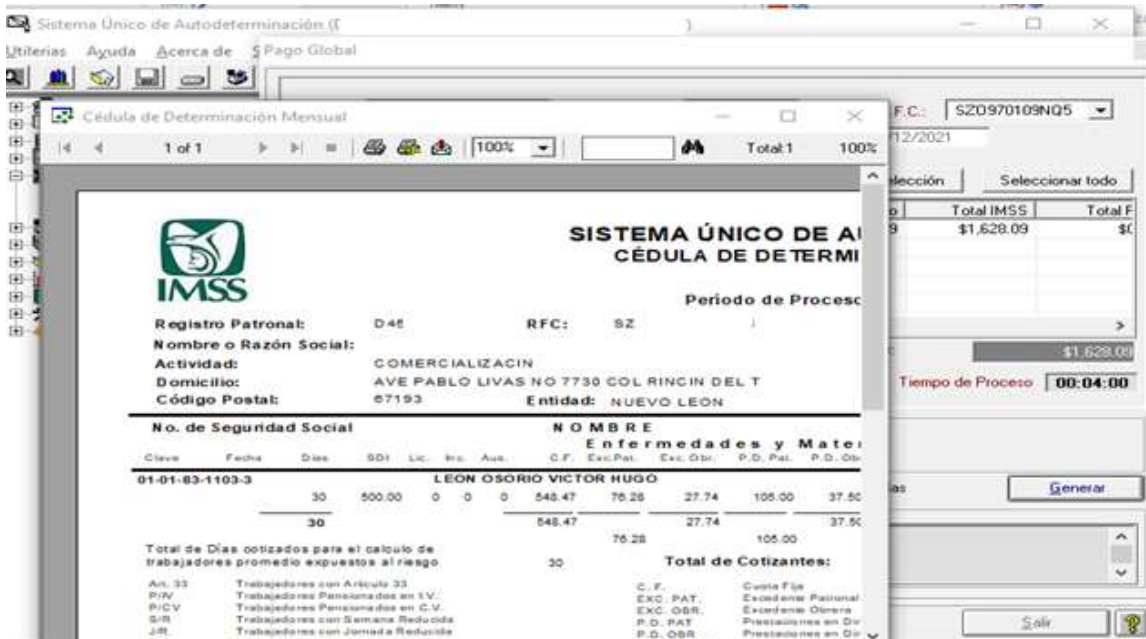 Sistema Único de Autodeterminación (
Utilerias Ayuda Acerca de S
Pago Global
F.C.: SZO970109NQ5
Cédula de Determinación Mensual
12/2021
1 of 1 100% Total:1 100%
elección Seleccionar todo
Total IMSS Total F
9 $1,628.09 $0
SISTEMA ÚNICO DE A
CÉDULA DE DETERMI
IMSS
Período de Proceso
Registro Patronal: D45 RFC: SZ
Nombre o Razón Social:
$1,628.09
Actividad: COMERCIALIZACIN
Domicilio: AVE PABLO LIVAS NO 7730 COL RINCIN DEL T
Tiempo de Proceso 00:04:00
Código Postal: 67193 Entidad: NUEVO LEON
No. de Seguridad Social NOMBRE
Enfermedades y Mater
Clave Fecha Días SDI Lic. Inc. Aus. C.F. Exc.Pat. Exc.Obr. P.D. Pat. P.D. Ob
01-01-83-1103-3 LEON OSORIO VICTOR HUGO
as Generar
30 500.00 0 0 0 548.47 76.28 27.74 105.00 37.50
30 548.47 27.74 37.50
76.28 105.00
Total de Días cotizados para el calculo de
trabajadores promedio expuestos al riesgo 30 Total de Cotizantes:
Art. 33 Trabajadores con Artículo 33 C.F. Cuota Fija
P/IV Trabajadores Pensionados en I.V. EXC. PAT. Excedente Patronal
P/CV Trabajadores Pensionados en C.V. EXC. OBR. Excedente Obrera
S/R Trabajadores con Semana Reducida P.D. PAT Prestaciones en Di
J/R Trabajadores con Jornada Reducida P.D. OBR Prestaciones en Di
Salir